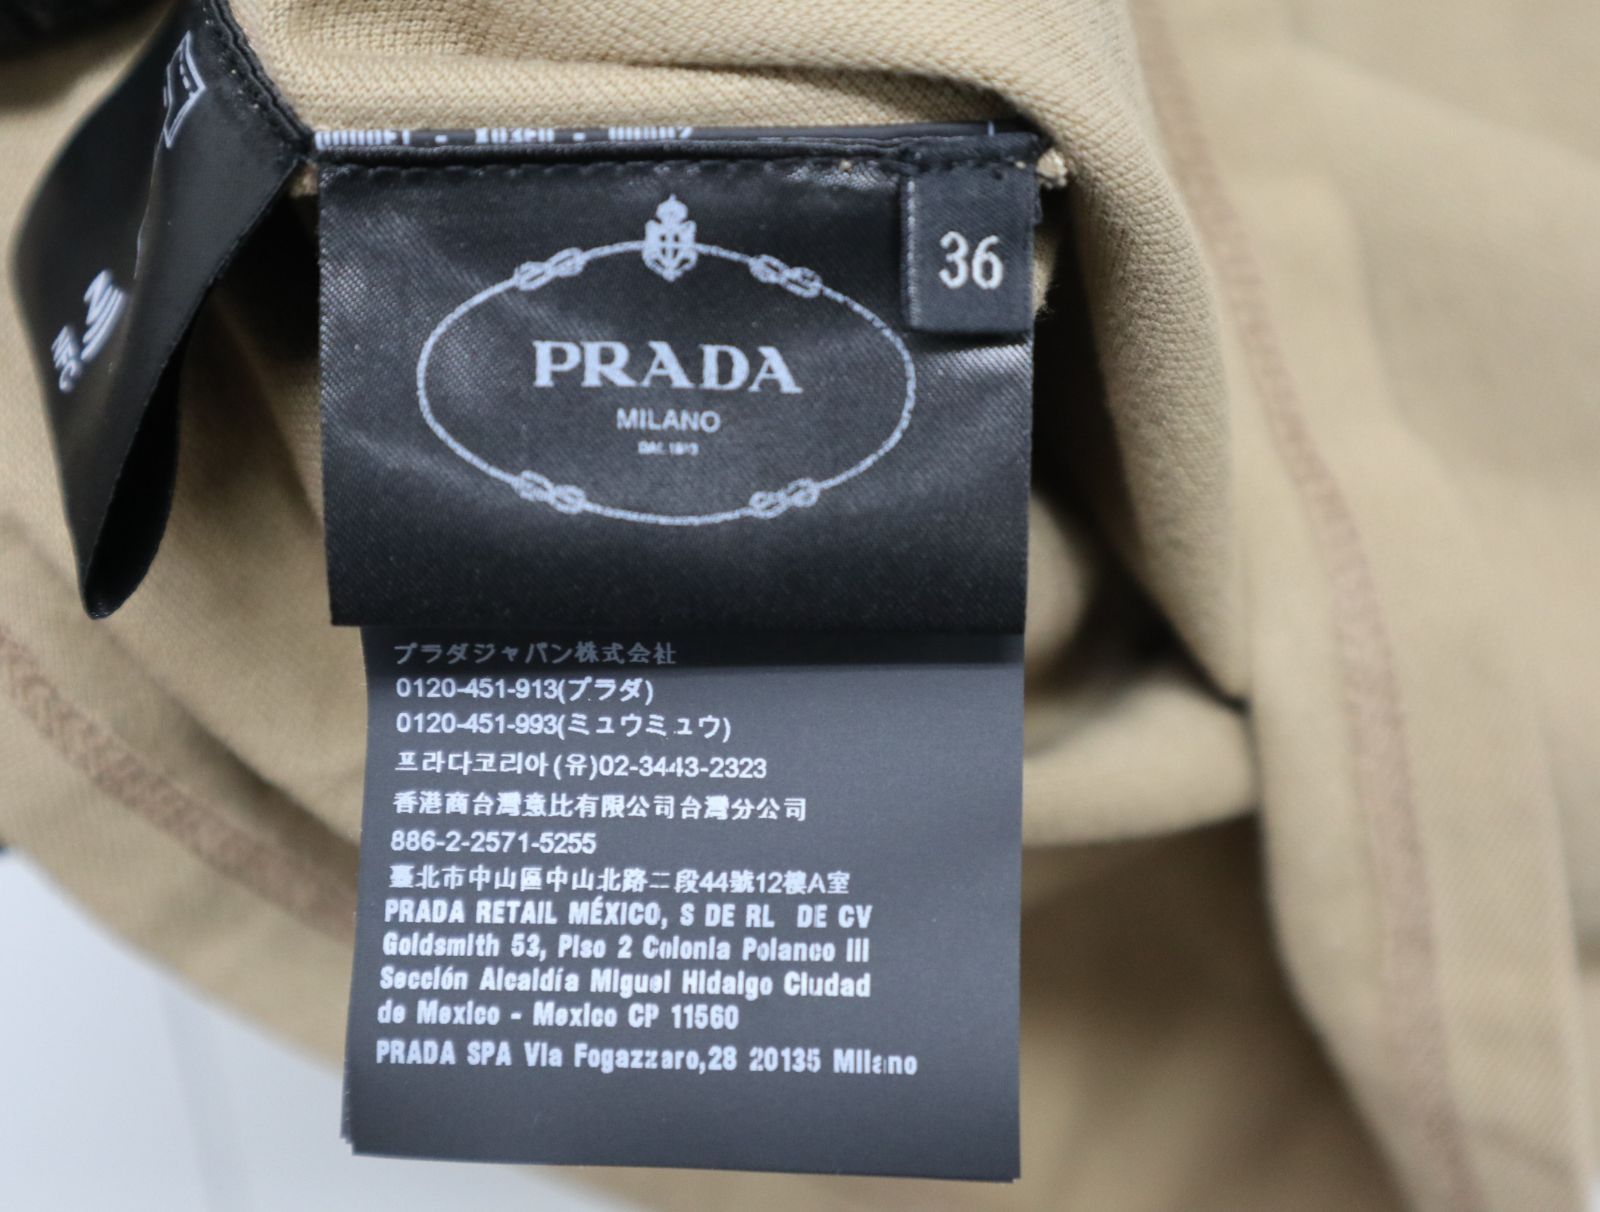 36
PRADA
MILANO
DAL 1913
プラダジャパン株式会社
0120-451-913(プラダ)
0120-451-993(ミュウミュウ)
프라다코리아(유)02-3443-2323
香港商台灣意比有限公司台灣分公司
886-2-2571-5255
臺北市中山區中山北路二段44號12樓A室
PRADA RETAIL MÉXICO, S DE RL DE CV
Goldsmith 53, Piso 2 Colonia Polanco III
Sección Alcaldía Miguel Hidalgo Ciudad
de Mexico - Mexico CP 11560
PRADA SPA Via Fogazzaro,28 20135 Milano